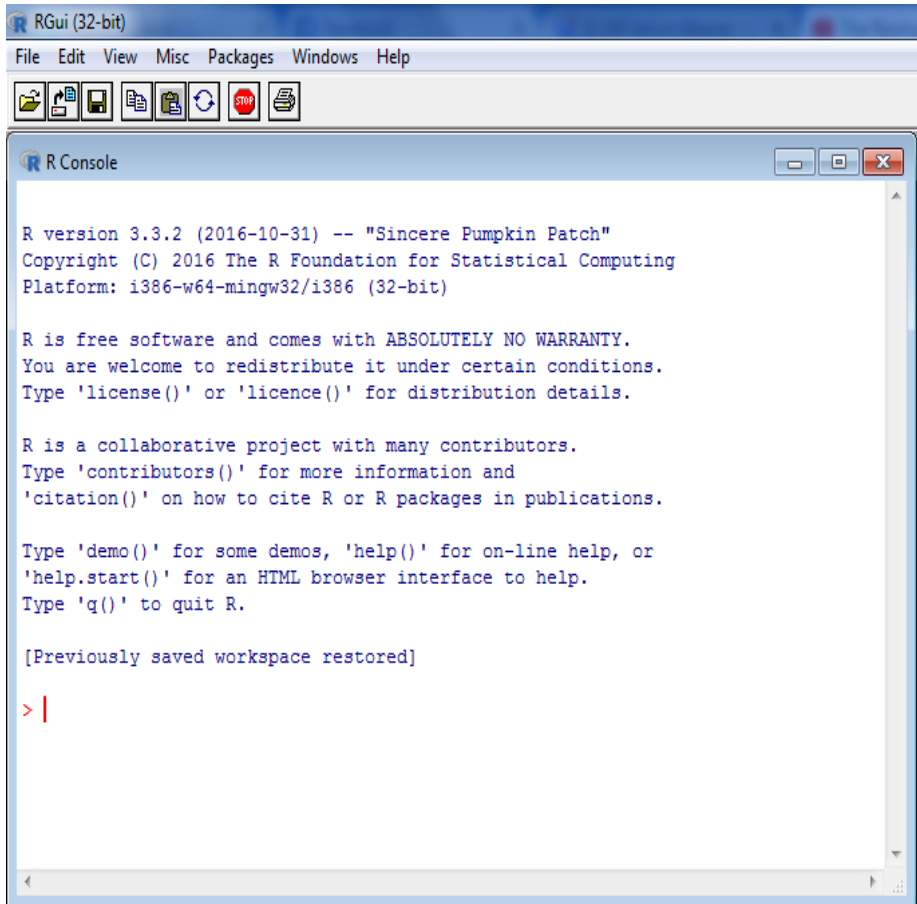 RGui (32-bit)
File Edit View Misc Packages Windows Help
STOP
R Console
R version 3.3.2 (2016-10-31) -- "Sincere Pumpkin Patch"
Copyright (C) 2016 The R Foundation for Statistical Computing
Platform: i386-w64-mingw32/i386 (32-bit)
R is free software and comes with ABSOLUTELY NO WARRANTY.
You are welcome to redistribute it under certain conditions.
Type 'license()' or 'licence()' for distribution details.
R is a collaborative project with many contributors.
Type 'contributors()' for more information and
'citation()' on how to cite R or R packages in publications.
Type 'demo()' for some demos, 'help()' for on-line help, or
'help.start()' for an HTML browser interface to help.
Type 'q()' to quit R.
[Previously saved workspace restored]
>